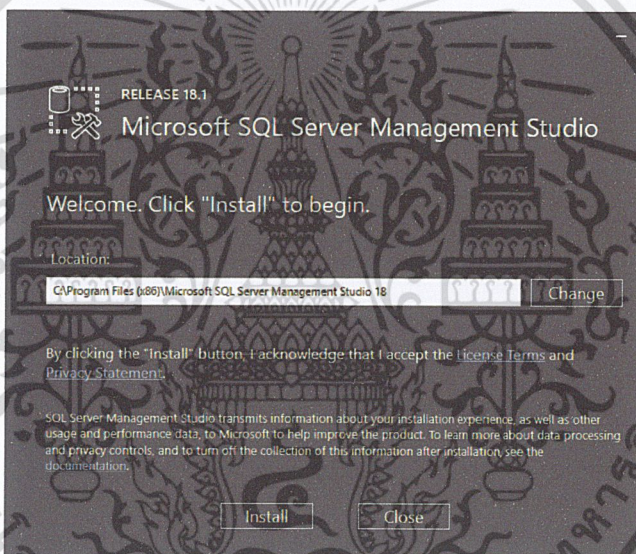 RELEASE 18.1
Microsoft SQL Server Management Studio
Welcome. Click "Install" to begin.
Location:
C:\Program Files (x86)\Microsoft SQL Server Management Studio 18
Change
By clicking the "Install" button, I acknowledge that I accept the License Terms and
Privacy Statement.
SQL Server Management Studio transmits information about your installation experience, as well as other
usage and performance data, to Microsoft to help improve the product. To learn more about data processing
and privacy controls, and to turn off the collection of this information after installation, see the
documentation.
Install
Close